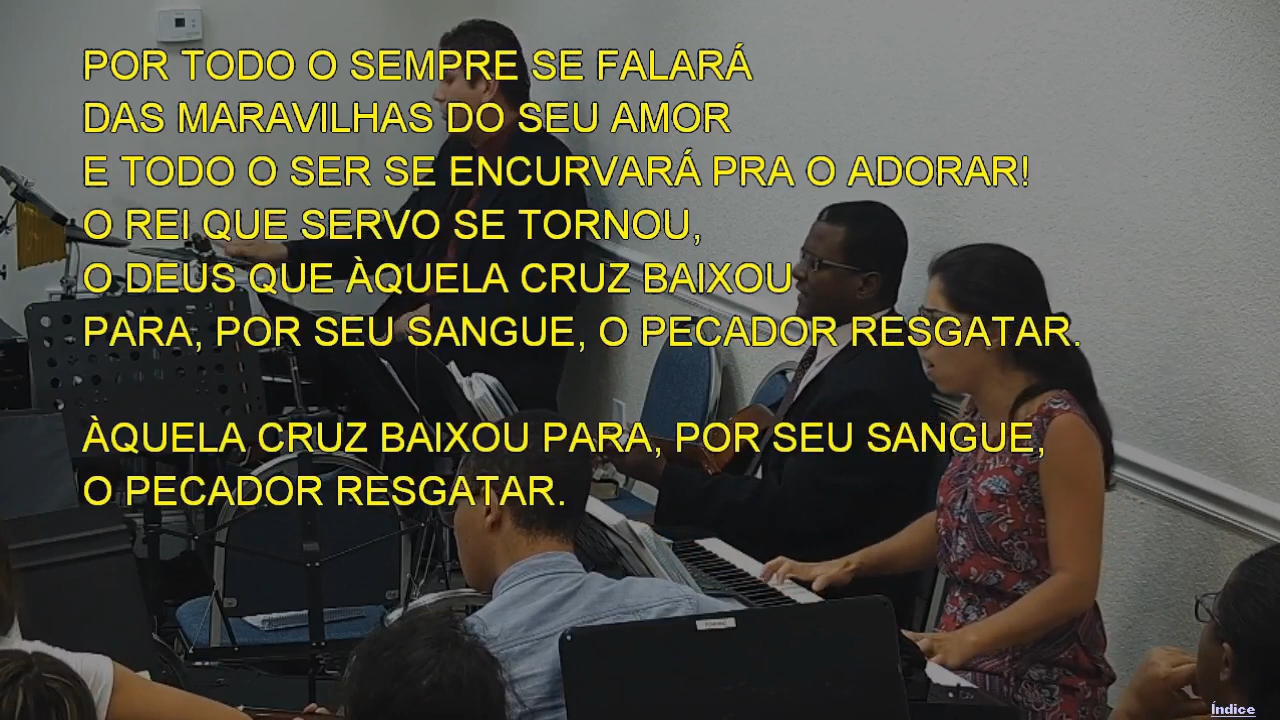 POR TODO O SEMPRE SE FALARÁ
DAS MARAVILHAS DO SEU AMOR
E TODO O SER SE ENCURVARÁ PRA O ADORAR!
O REI QUE SERVO SE TORNOU,
O DEUS QUE ÀQUELA CRUZ BAIXOU
PARA, POR SEU SANGUE, O PECADOR RESGATAR.
ÀQUELA CRUZ BAIXOU PARA, POR SEU SANGUE,
O PECADOR RESGATAR.
Índice